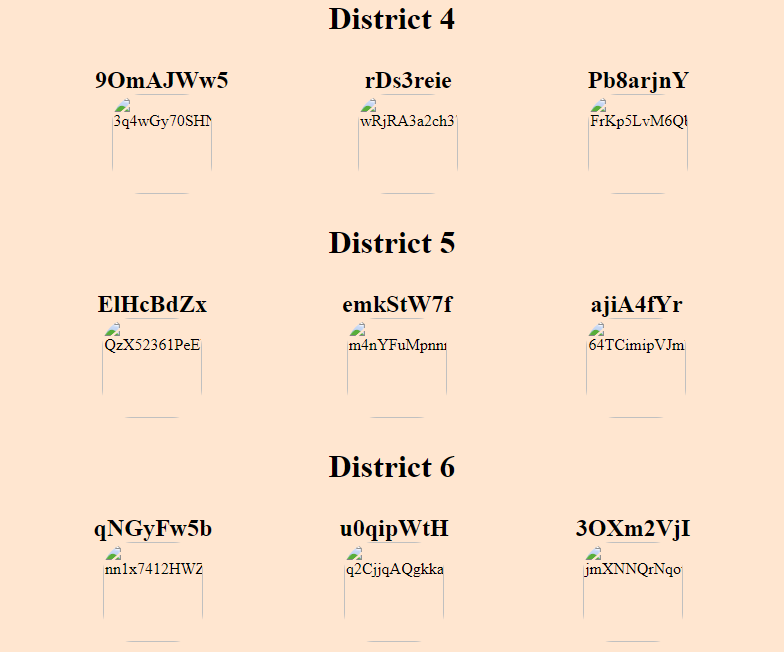 District 4
9OmAJWw5 rDs3reie Pb8arjnY
3q4wGy70SHN wRjRA3a2ch3 FrKp5LvM6Q
District 5
ElHcBdZx emkStW7f ajiA4fYr
QzX52361PeE m4nYFuMpnn 64TCimipVJm
District 6
qNGyFw5b u0qipWtH 3OXm2VjI
nn1x7412HWZ q2CjjqAQgkka jmXNNQrNqo